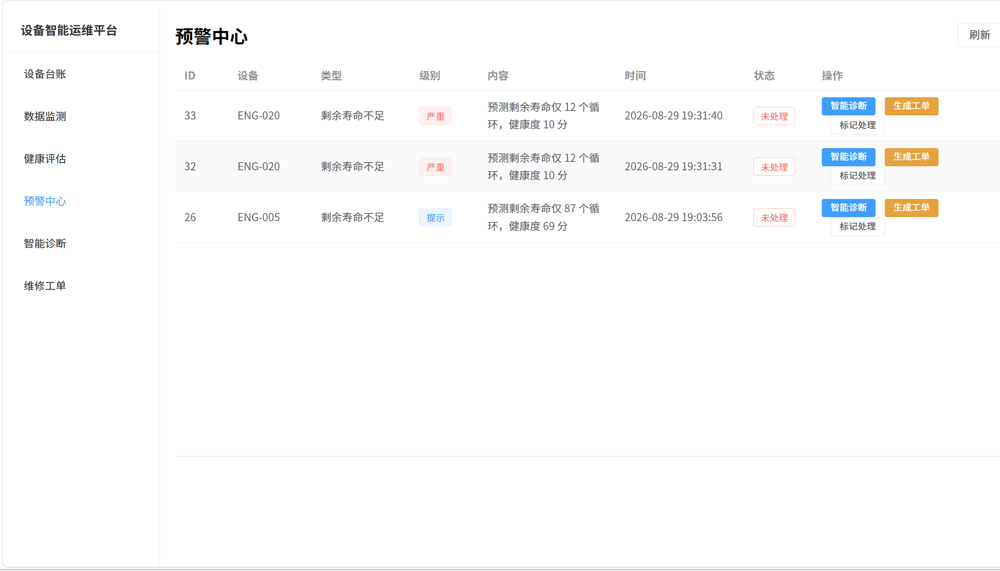 设备智能运维平台
设备台账
数据监测
健康评估
预警中心
智能诊断
维修工单
预警中心
刷新
ID 设备 类型 级别 内容 时间 状态 操作
33 ENG-020 剩余寿命不足 严重 预测剩余寿命仅 12 个循 2026-08-29 19:31:40 未处理 智能诊断 生成工单
环，健康度 10 分 标记处理
32 ENG-020 剩余寿命不足 严重 预测剩余寿命仅 12 个循 2026-08-29 19:31:31 未处理 智能诊断 生成工单
环，健康度 10 分 标记处理
26 ENG-005 剩余寿命不足 提示 预测剩余寿命仅 87 个循 2026-08-29 19:03:56 未处理 智能诊断 生成工单
环，健康度 69 分 标记处理